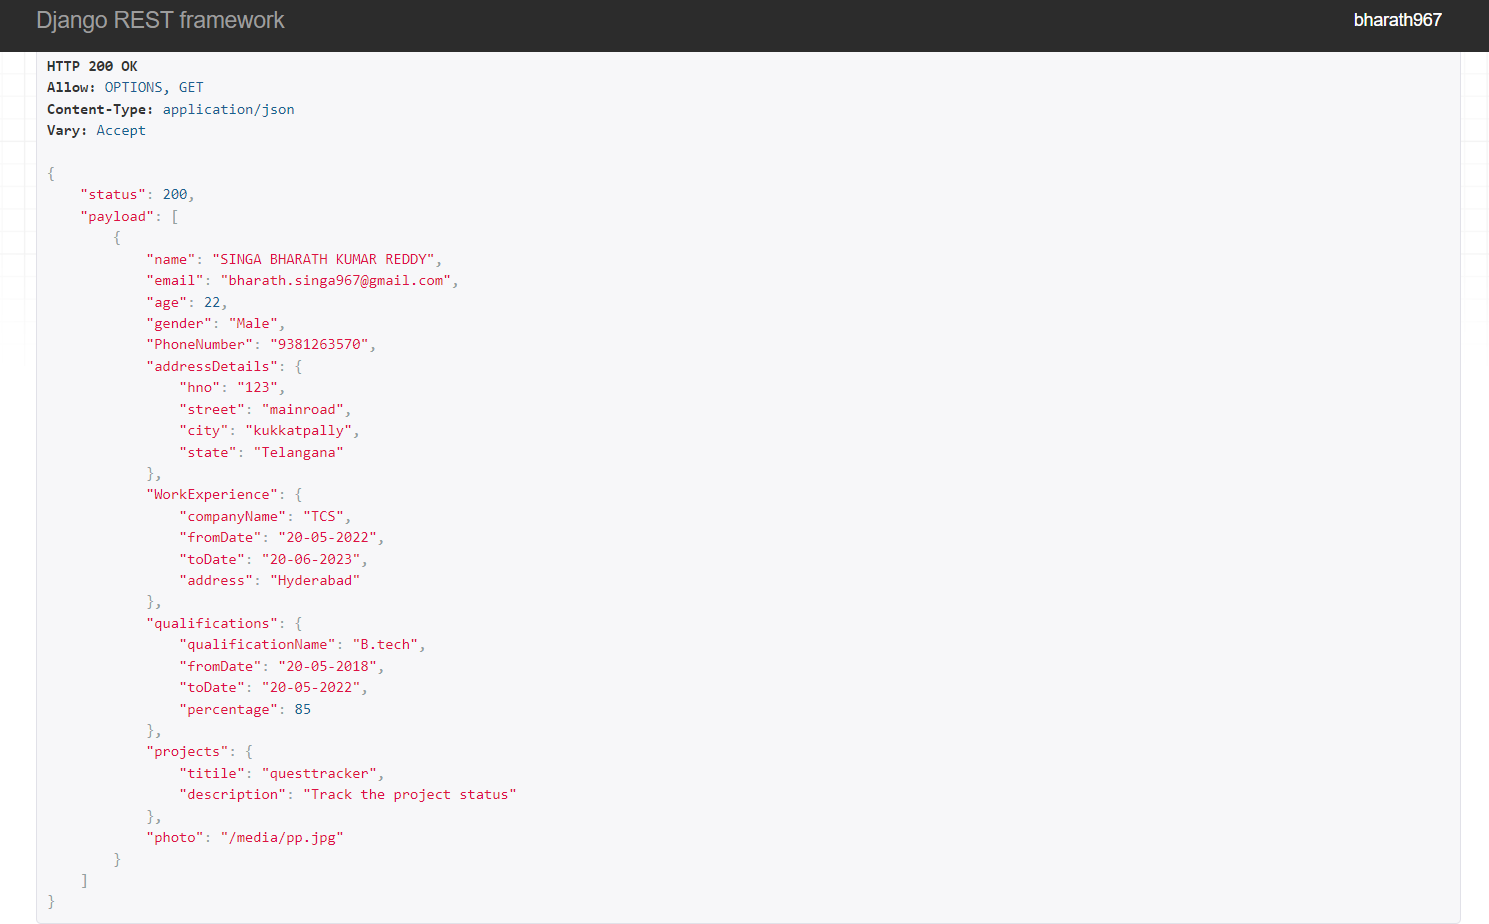 Django REST framework bharath967
HTTP 200 OK
Allow: OPTIONS, GET
Content-Type: application/json
Vary: Accept
{
    "status": 200,
    "payload": [
        {
            "name": "SINGA BHARATH KUMAR REDDY",
            "email": "bharath.singa967@gmail.com",
            "age": 22,
            "gender": "Male",
            "PhoneNumber": "9381263570",
            "addressDetails": {
                "hno": "123",
                "street": "mainroad",
                "city": "kukkatpally",
                "state": "Telangana"
            },
            "WorkExperience": {
                "companyName": "TCS",
                "fromDate": "20-05-2022",
                "toDate": "20-06-2023",
                "address": "Hyderabad"
            },
            "qualifications": {
                "qualificationName": "B.tech",
                "fromDate": "20-05-2018",
                "toDate": "20-05-2022",
                "percentage": 85
            },
            "projects": {
                "titile": "questtracker",
                "description": "Track the project status"
            },
            "photo": "/media/pp.jpg"
        }
    ]
}